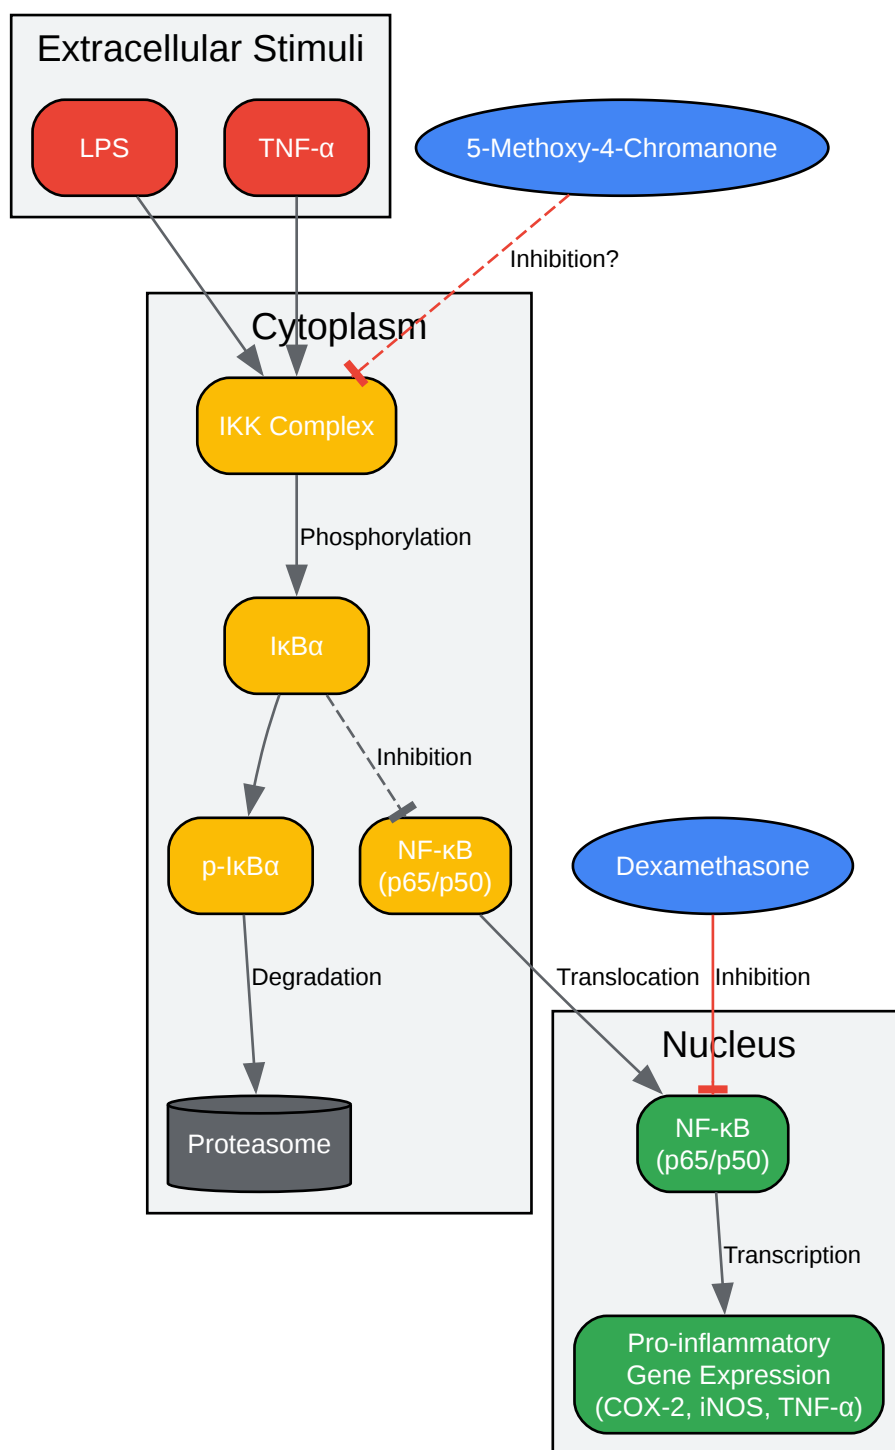 Extracellular Stimuli
LPS
TNF-α
5-Methoxy-4-Chromanone
Inhibition?
Cytoplasm
IKK Complex
Phosphorylation
IκBα
Inhibition
p-IκBα
NF-κB
(p65/p50)
Dexamethasone
Degradation
Translocation
Inhibition
Nucleus
Proteasome
NF-κB
(p65/p50)
Transcription
Pro-inflammatory
Gene Expression
(COX-2, iNOS, TNF-α)